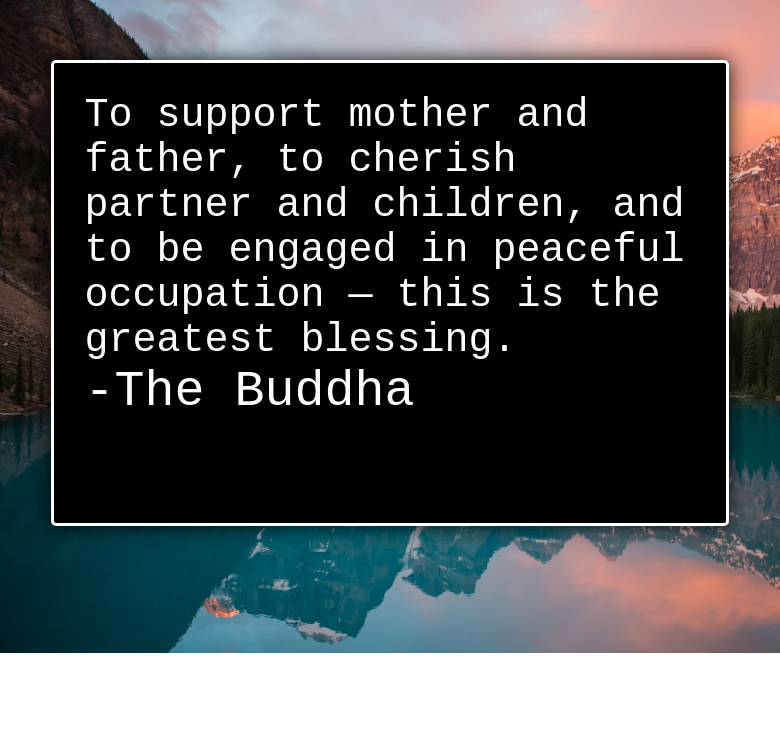 To support mother and
father, to cherish
partner and children, and
to be engaged in peaceful
occupation — this is the
greatest blessing.
-The Buddha